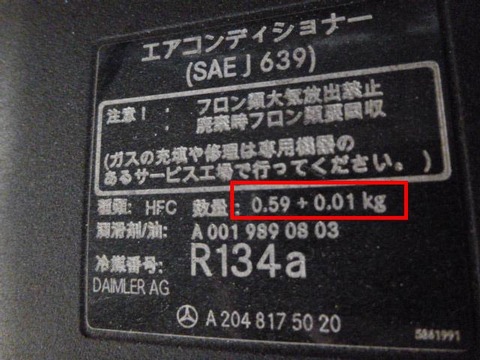 エアコンディショナー
(SAE J 639)
注意! : フロン類大気放出禁止
廃棄時フロン類要回収
(ガスの充填や修理は専用機器の
あるサービス工場で行ってください。)
種類: HFC 数量: 0.59 + 0.01 kg
潤滑剤/油: A 001 989 08 03
冷媒番号: R134a
DAIMLER AG
A 204 817 50 20
5861991